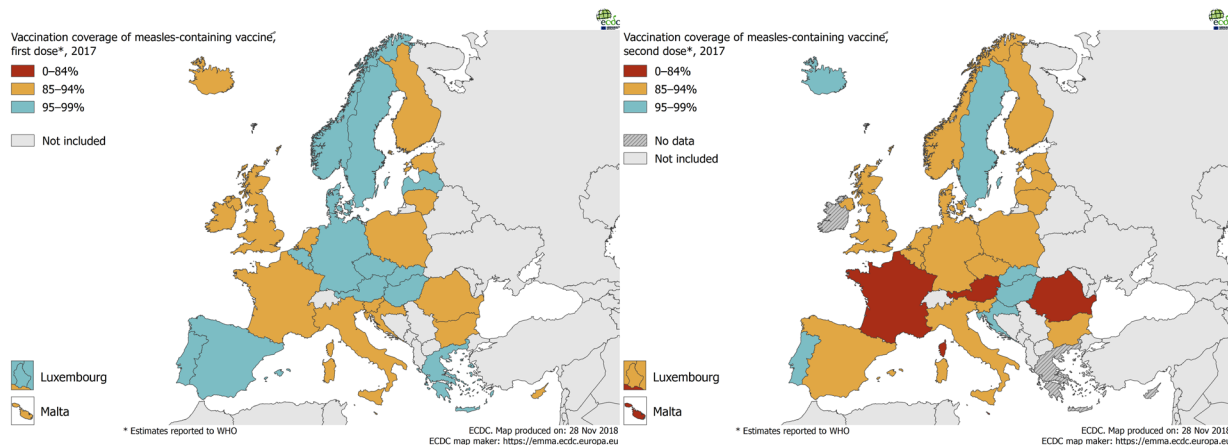 ecdc
Vaccination coverage of measles-containing vaccine,
first dose*, 2017
0–84%
85–94%
95–99%
Not included
Luxembourg
Malta
* Estimates reported to WHO
ECDC. Map produced on: 28 Nov 2018
ECDC map maker: https://emma.ecdc.europa.eu
ecdc
Vaccination coverage of measles-containing vaccine,
second dose*, 2017
0–84%
85–94%
95–99%
No data
Not included
Luxembourg
Malta
* Estimates reported to WHO
ECDC. Map produced on: 28 Nov 2018
ECDC map maker: https://emma.ecdc.europa.eu